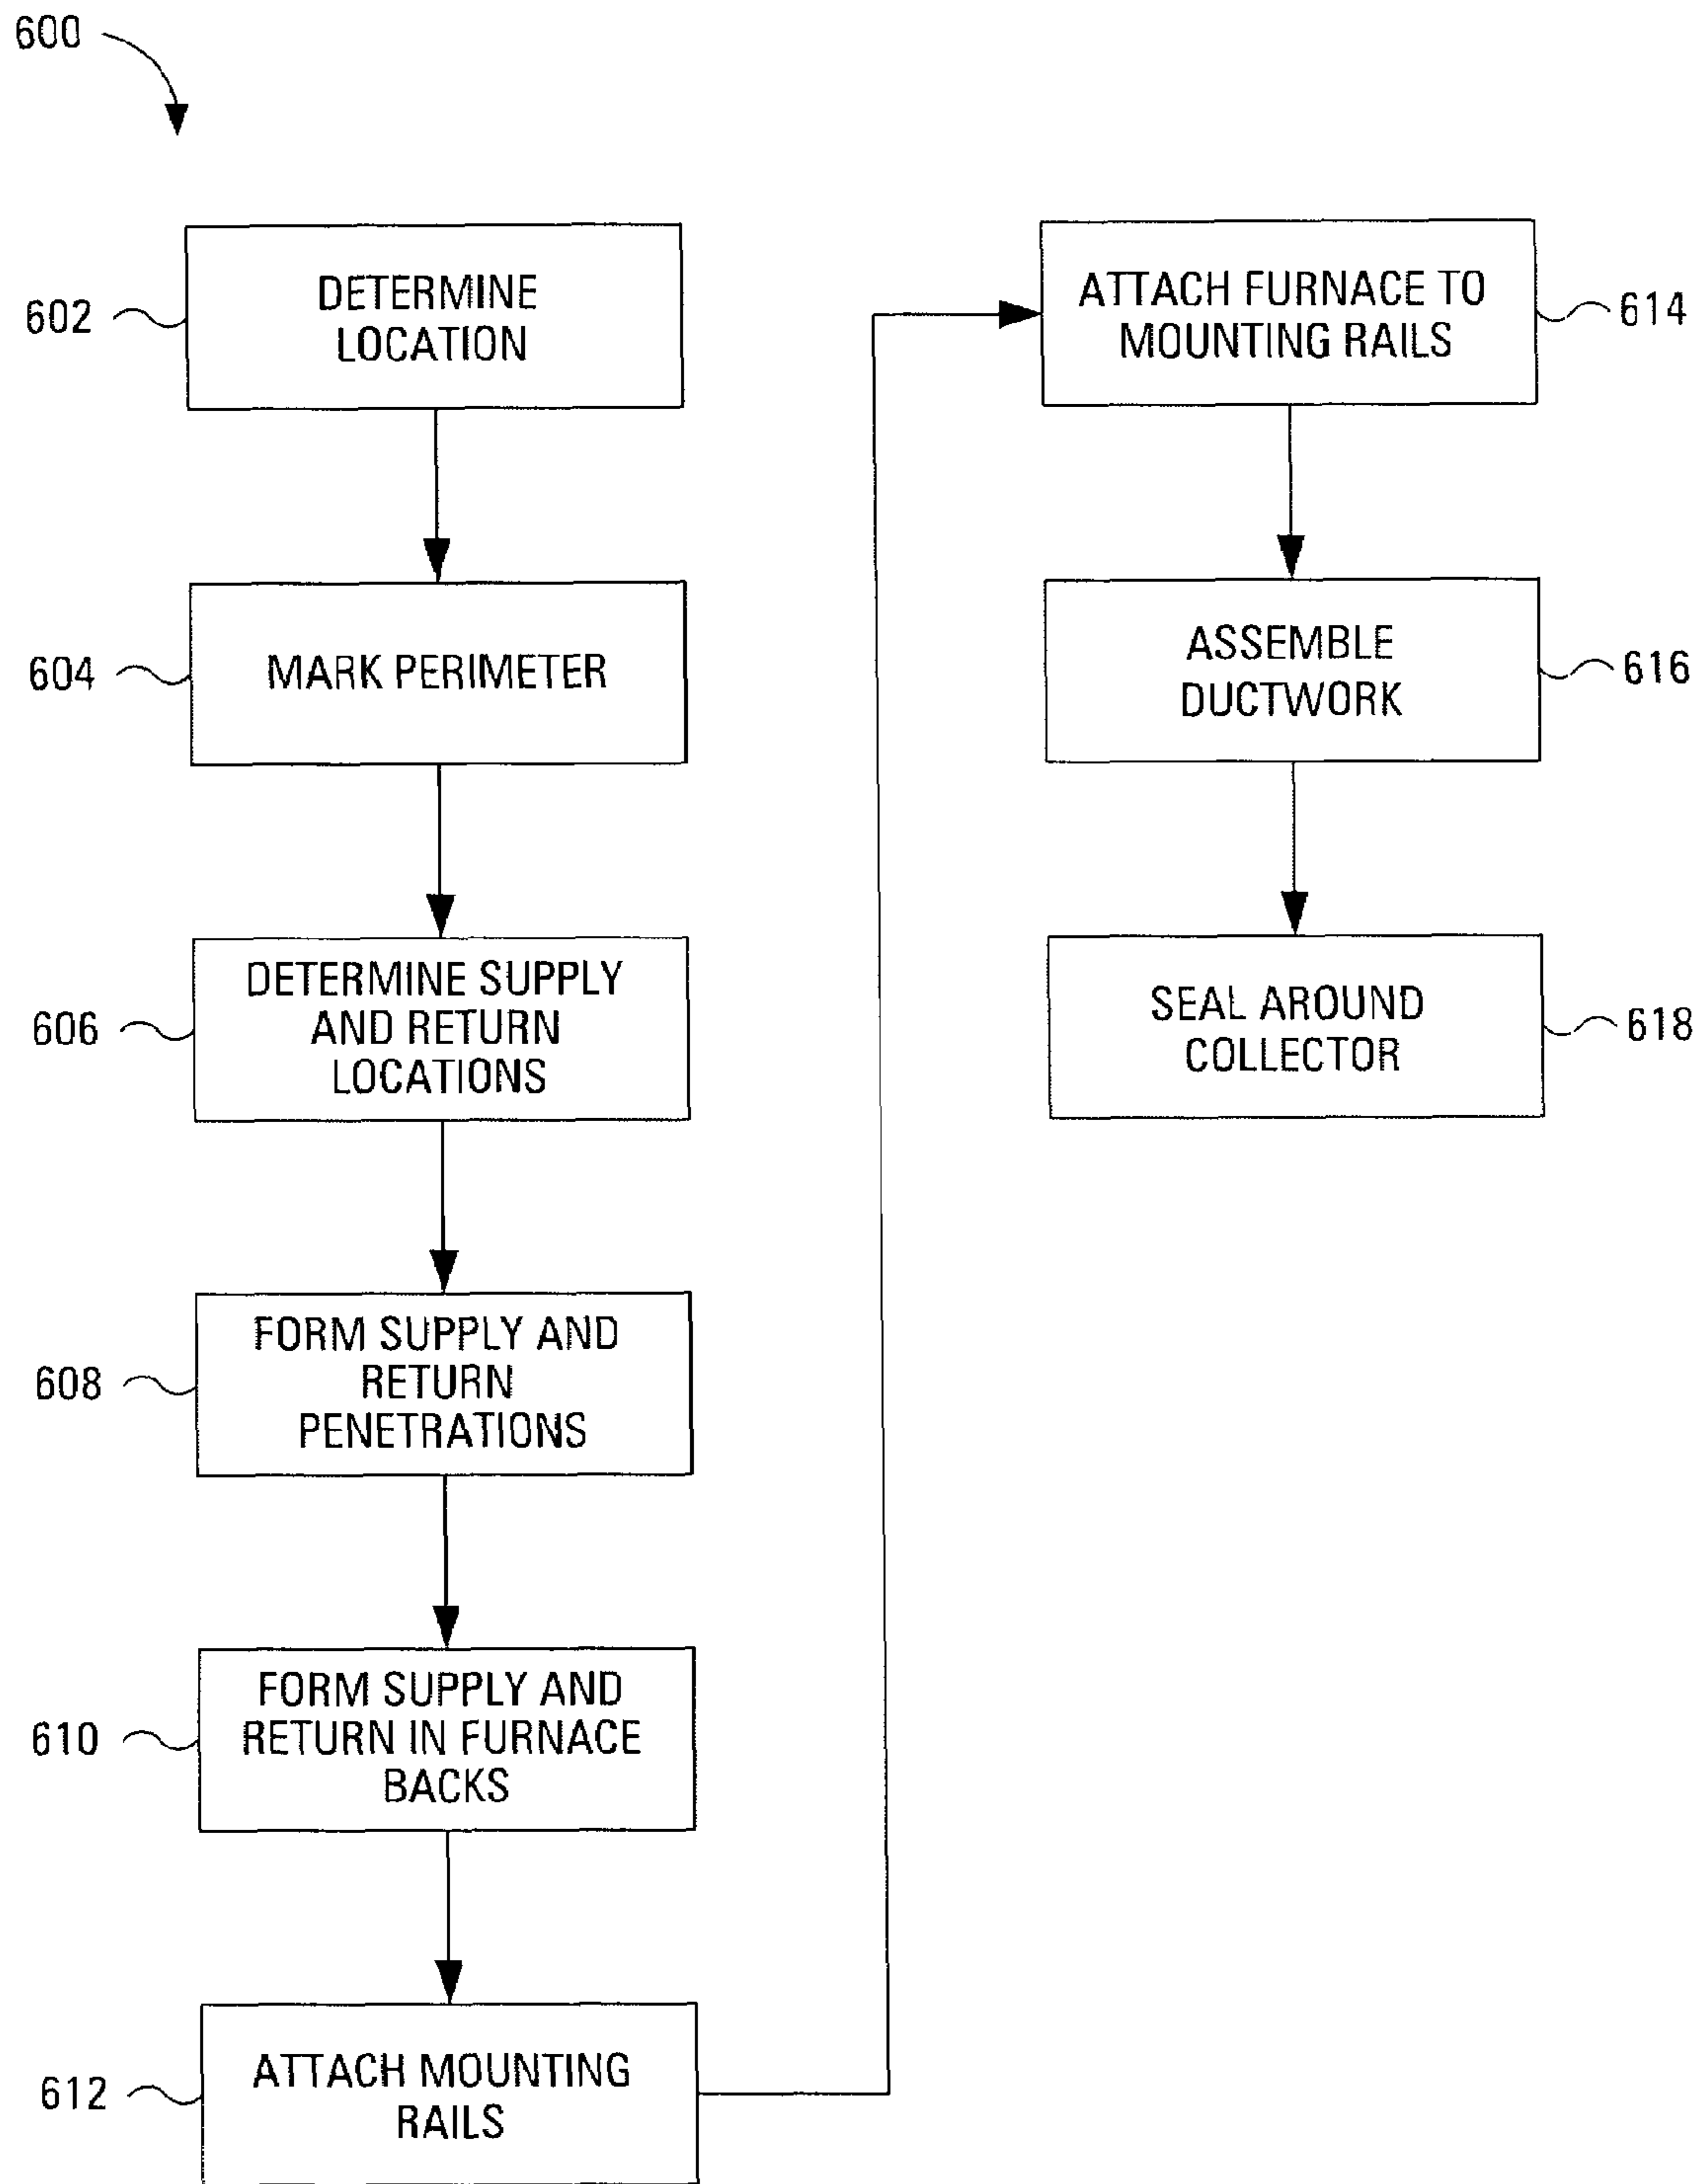 600
602
DETERMINE
LOCATION
604
MARK PERIMETER
606
DETERMINE SUPPLY
AND RETURN
LOCATIONS
608
FORM SUPPLY AND
RETURN
PENETRATIONS
610
FORM SUPPLY AND
RETURN IN FURNACE
BACKS
612
ATTACH MOUNTING
RAILS
ATTACH FURNACE TO
MOUNTING RAILS
614
ASSEMBLE
DUCTWORK
616
SEAL AROUND
COLLECTOR
618